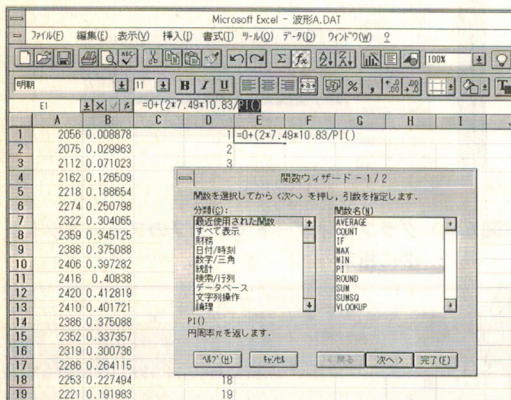 Microsoft Excel - 波形A.DAT
ファイル(F) 編集(E) 表示(V) 挿入(I) 書式(T) ツール(O) データ(D) ウィンドウ(W) ?
100%
明朝 11 B I U
E1 =0+(2*7.49*10.83/PI()
A B C D E F G H I
1 2056 0.008878 1 =0+(2*7.49*10.83/PI()
2 2075 0.029963 2
3 2112 0.071023 3
4 2162 0.126509
5 2218 0.188654
6 2274 0.250798
7 2322 0.304065
8 2359 0.345125
9 2386 0.375088
10 2406 0.397282
11 2416 0.40838
12 2420 0.412819
13 2410 0.401721
14 2386 0.375088
15 2352 0.337357
16 2319 0.300736
17 2286 0.264115
18 2253 0.227494 18
19 2221 0.191983 19
関数ウィザード - 1/2
関数を選択してから <次へ> を押し, 引数を指定します.
分類(C):
最近使用された関数
すべて表示
財務
日付/時刻
数学/三角
統計
検索/行列
データベース
文字列操作
論理
関数名(N)
AVERAGE
COUNT
IF
MAX
MIN
PI
ROUND
SUM
SUMSQ
VLOOKUP
PI()
円周率πを返します.
ヘルプ(H) キャンセル < 戻る 次へ > 完了(F)